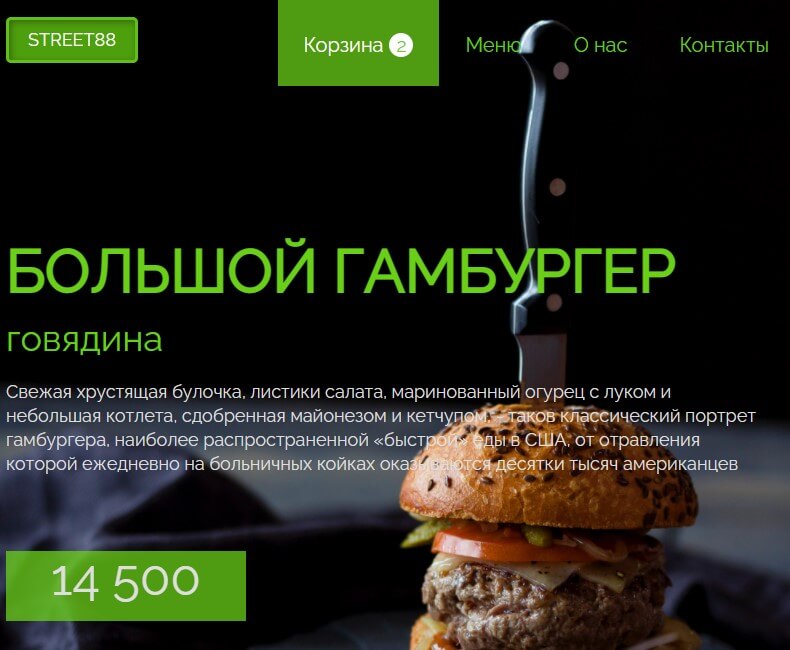 STREET88
Корзина 2
Меню
О нас
Контакты
БОЛЬШОЙ ГАМБУРГЕР
говядина
Свежая хрустящая булочка, листики салата, маринованный огурец с луком и
небольшая котлета, сдобренная майонезом и кетчупом, – таков классический портрет
гамбургера, наиболее распространенной «быстрой» еды в США, от отравления
которой ежедневно на больничных койках оказываются десятки тысяч американцев
14 500